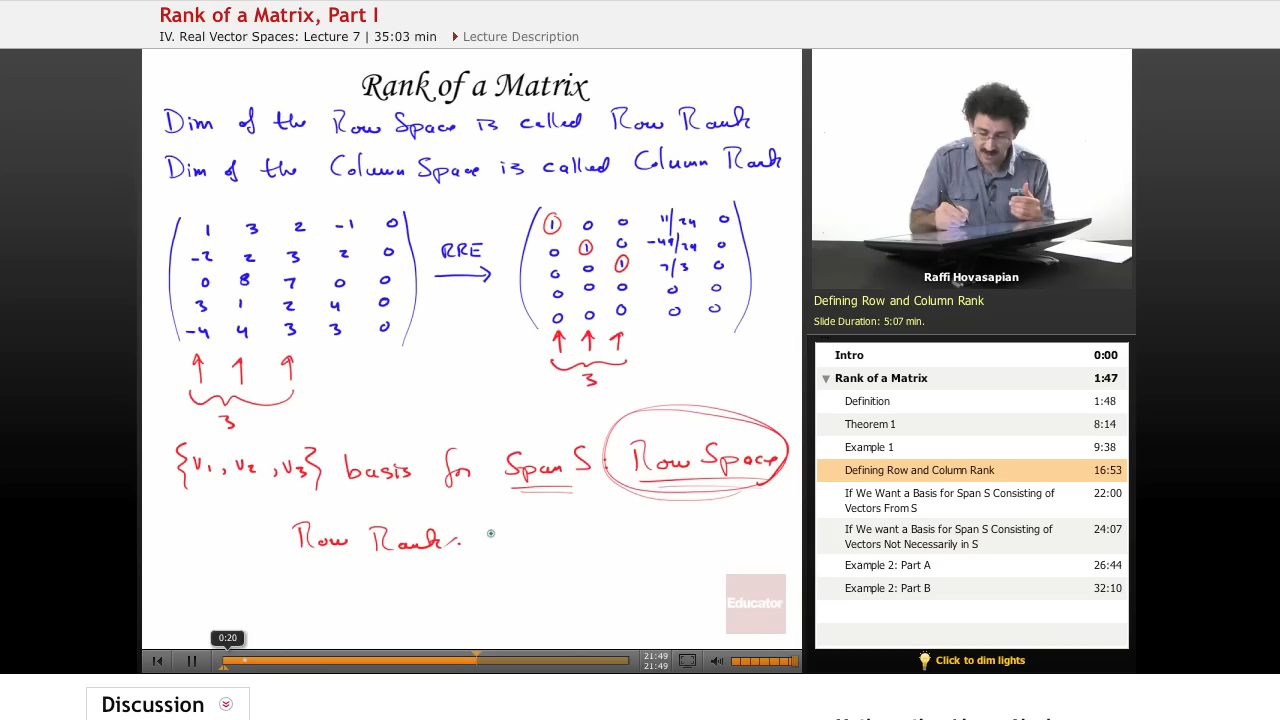 Rank of a Matrix, Part I
IV. Real Vector Spaces: Lecture 7 | 35:03 min
Lecture Description
Rank of a Matrix
Dim of the Row Space is called Row Rank
Dim of the Column Space is called Column Rank
1 3 2 -1 0
-2 2 3 2 0
0 8 7 0 0
3 1 2 4 0
-4 4 3 3 0
RRE
1 0 0 11/24 0
0 1 0 -49/24 0
0 0 1 7/3 0
0 0 0 0 0
0 0 0 0 0
3
3
{v1, v2, v3} basis for Span S: Row Space
Row Rank:
Educator
0:20
21:49
21:49
Raffi Hovasapian
Defining Row and Column Rank
Slide Duration: 5:07 min.
Intro 0:00
Rank of a Matrix 1:47
Definition 1:48
Theorem 1 8:14
Example 1 9:38
Defining Row and Column Rank 16:53
If We Want a Basis for Span S Consisting of 22:00
Vectors From S
If We want a Basis for Span S Consisting of 24:07
Vectors Not Necessarily in S
Example 2: Part A 26:44
Example 2: Part B 32:10
Click to dim lights
Discussion